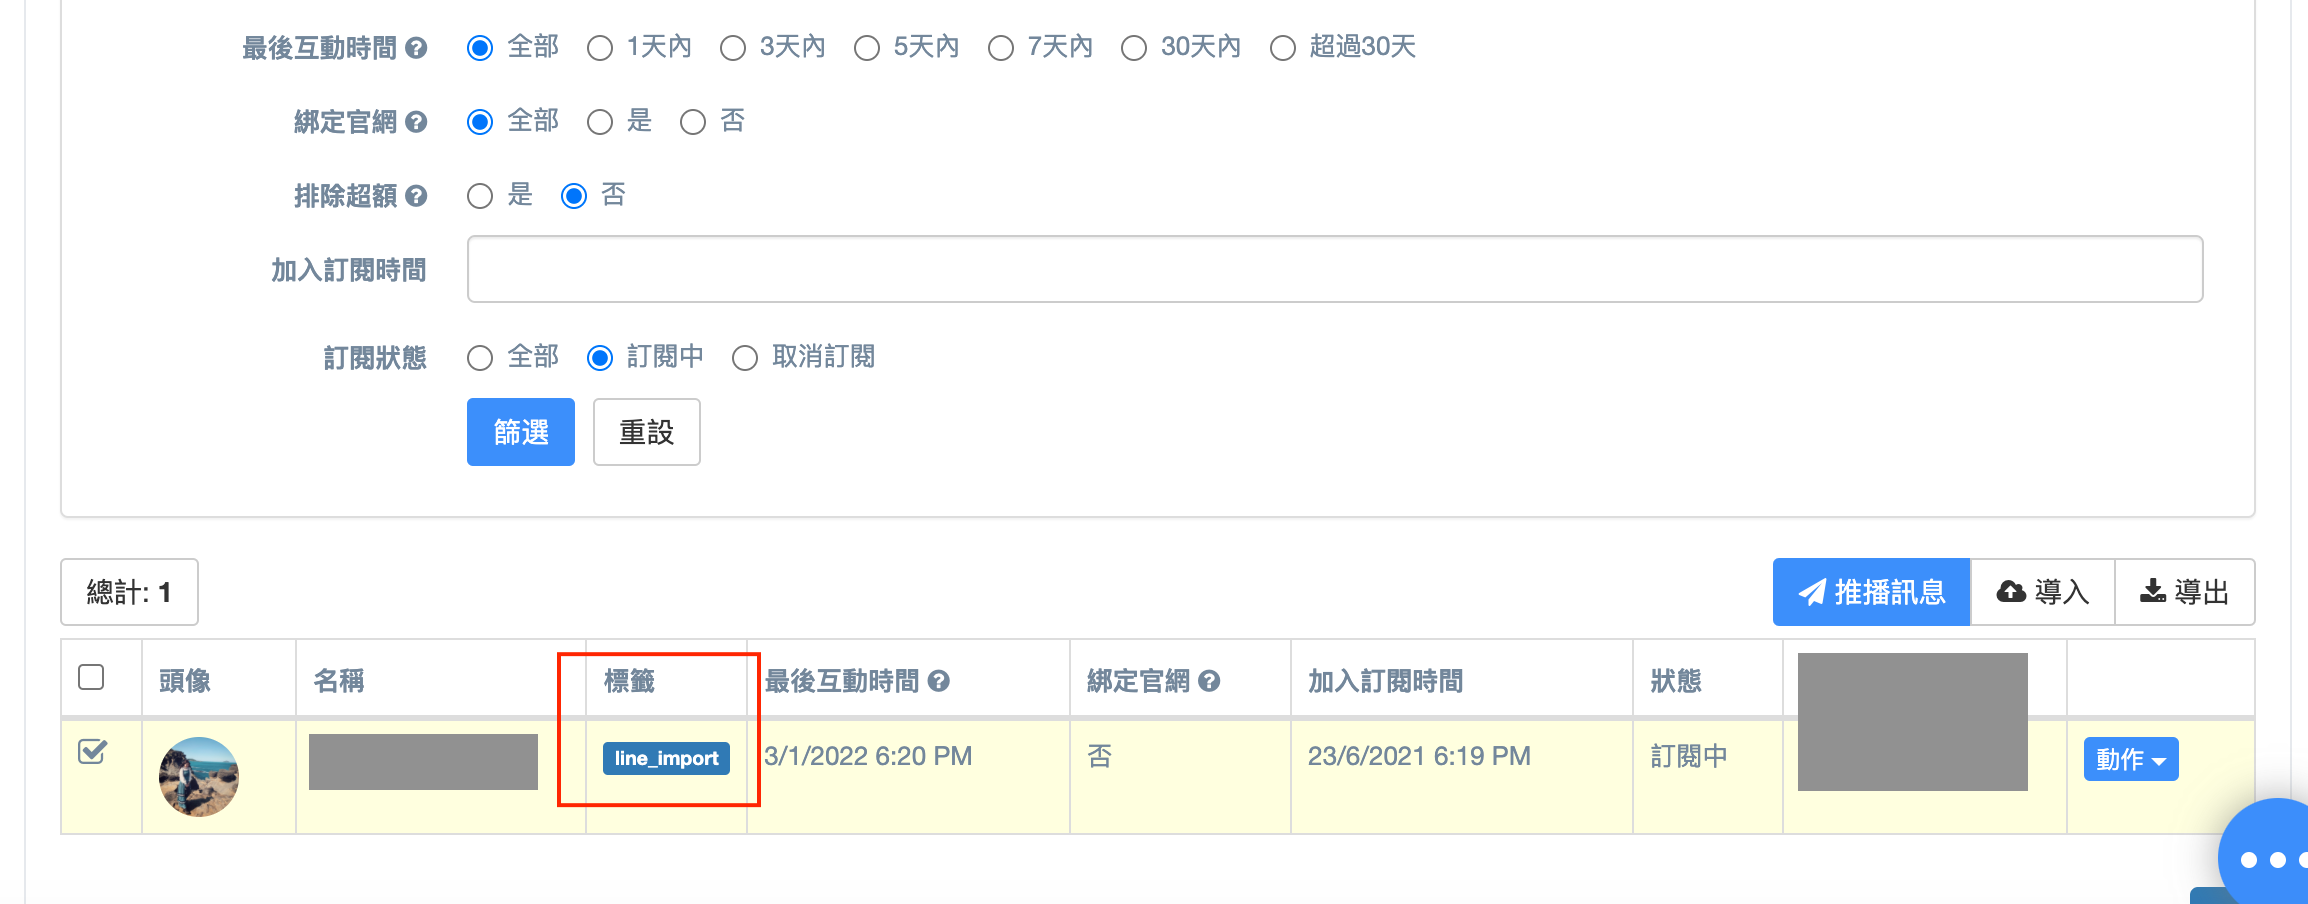 最後互動時間 全部 1天內 3天內 5天內 7天內 30天內 超過30天
綁定官網 全部 是 否
排除超額 是 否
加入訂閱時間
訂閱狀態 全部 訂閱中 取消訂閱
篩選 重設
總計: 1 推播訊息 導入 導出
頭像 名稱 標籤 最後互動時間 綁定官網 加入訂閱時間 狀態
line_import 3/1/2022 6:20 PM 否 23/6/2021 6:19 PM 訂閱中 動作